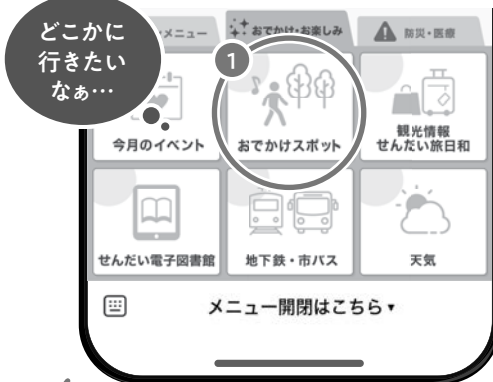 どこかに
行きたい
なぁ…
メニュー
おでかけ・お楽しみ
防災・医療
1
今月のイベント
おでかけスポット
観光情報
せんだい旅日和
せんだい電子図書館
地下鉄・市バス
天気
メニュー開閉はこちら▾